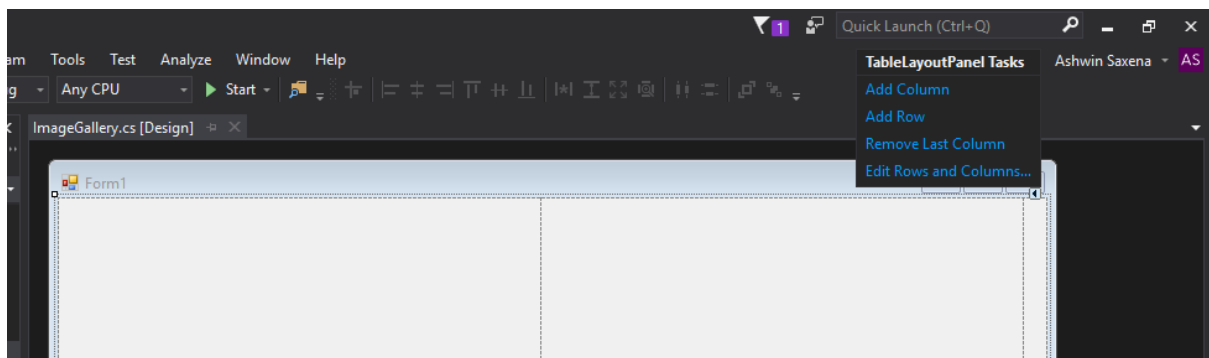 1 Quick Launch (Ctrl+Q)
am Tools Test Analyze Window Help
TableLayoutPanel Tasks
Ashwin Saxena AS
g Any CPU Start
Add Column
Add Row
ImageGallery.cs [Design]
Remove Last Column
Edit Rows and Columns...
Form1